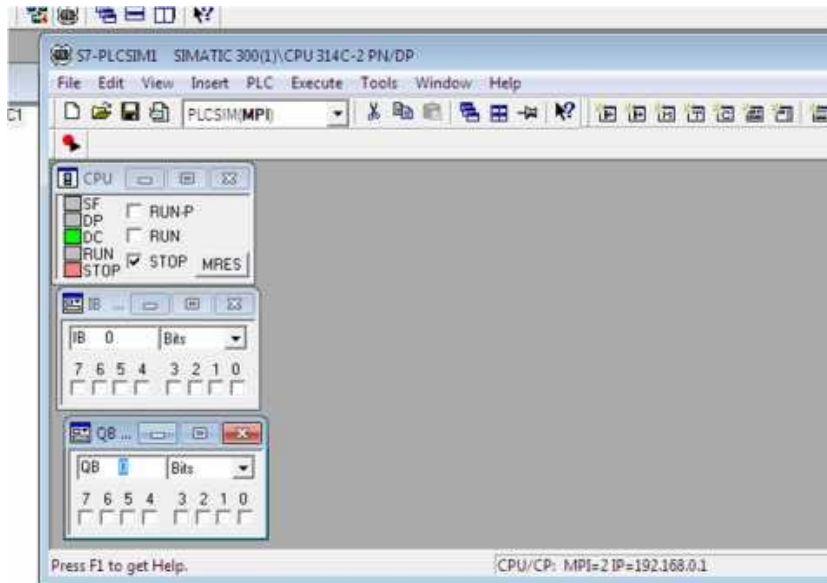 S7-PLCSIM1 SIMATIC 300(1)\CPU 314C-2 PN/DP
File Edit View Insert PLC Execute Tools Window Help
C1
PLCSIM(MPI)
CPU
SF
DP
DC
RUN
STOP
RUN-P
RUN
STOP MRES
IB ...
IB 0 Bits
7 6 5 4 3 2 1 0
QB ...
QB 0 Bits
7 6 5 4 3 2 1 0
Press F1 to get Help.
CPU/CP: MPI=2 IP=192.168.0.1